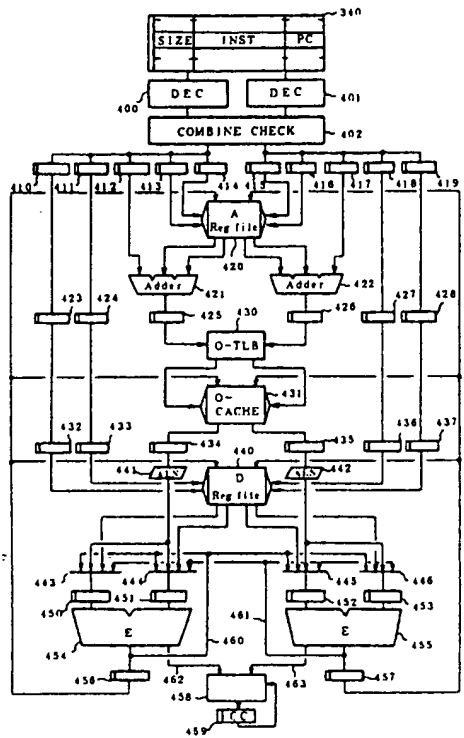 340
SIZE INST PC
DEC DEC
400 401
COMBINE CHECK 402
410 411 412 413 414 415 416 417 418 419
A
Reg file
420
Adder Adder
421 422
423 424 425 426 427 428
430
O-TLB
O-
CACHE
431
432 433 434 435 436 437
440
441 442
D
Reg file
443 444 445 446
450 451 452 453
461
E E
454 460 455
462 463
456 457
458
459